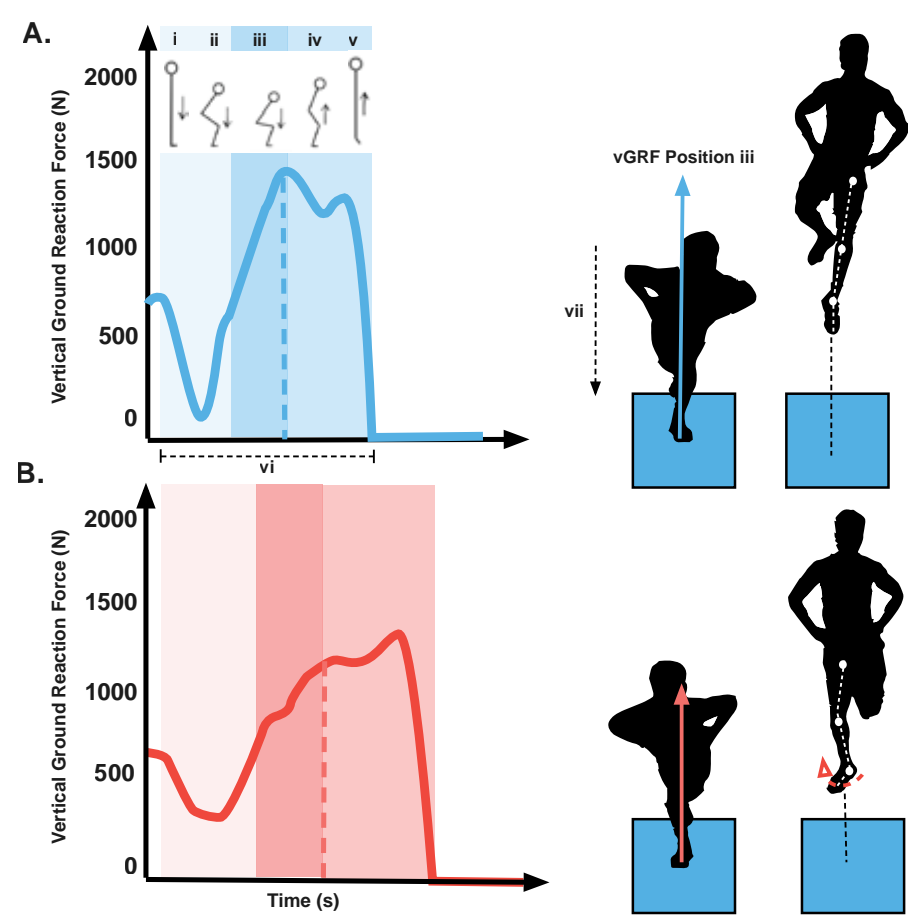 A.
i ii iii iv v
Vertical Ground Reaction Force (N)
2000
1500
1000
500
0
vi
vGRF Position iii
vii
B.
Vertical Ground Reaction Force (N)
2000
1500
1000
500
0
Time (s)